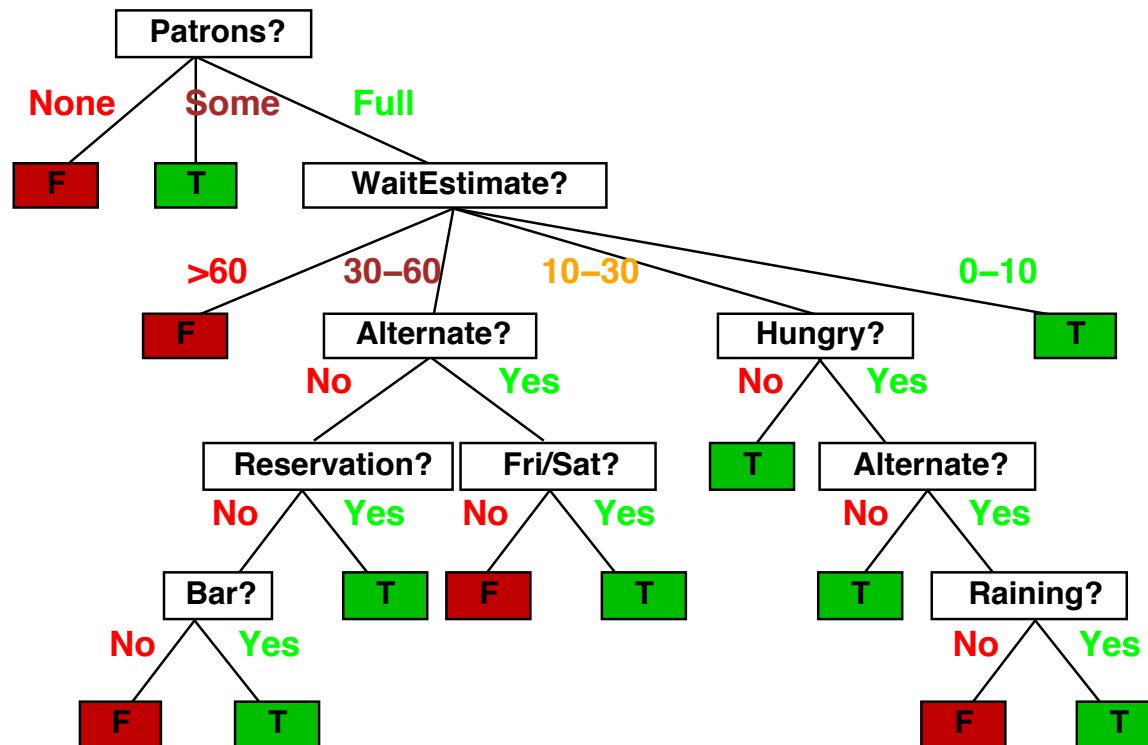 Patrons?
None Some Full
F T WaitEstimate?
>60 30–60 10–30 0–10
F Alternate? Hungry? T
No Yes No Yes
Reservation? Fri/Sat? T Alternate?
No Yes No Yes No Yes
Bar? T F T T Raining?
No Yes No Yes
F T F T